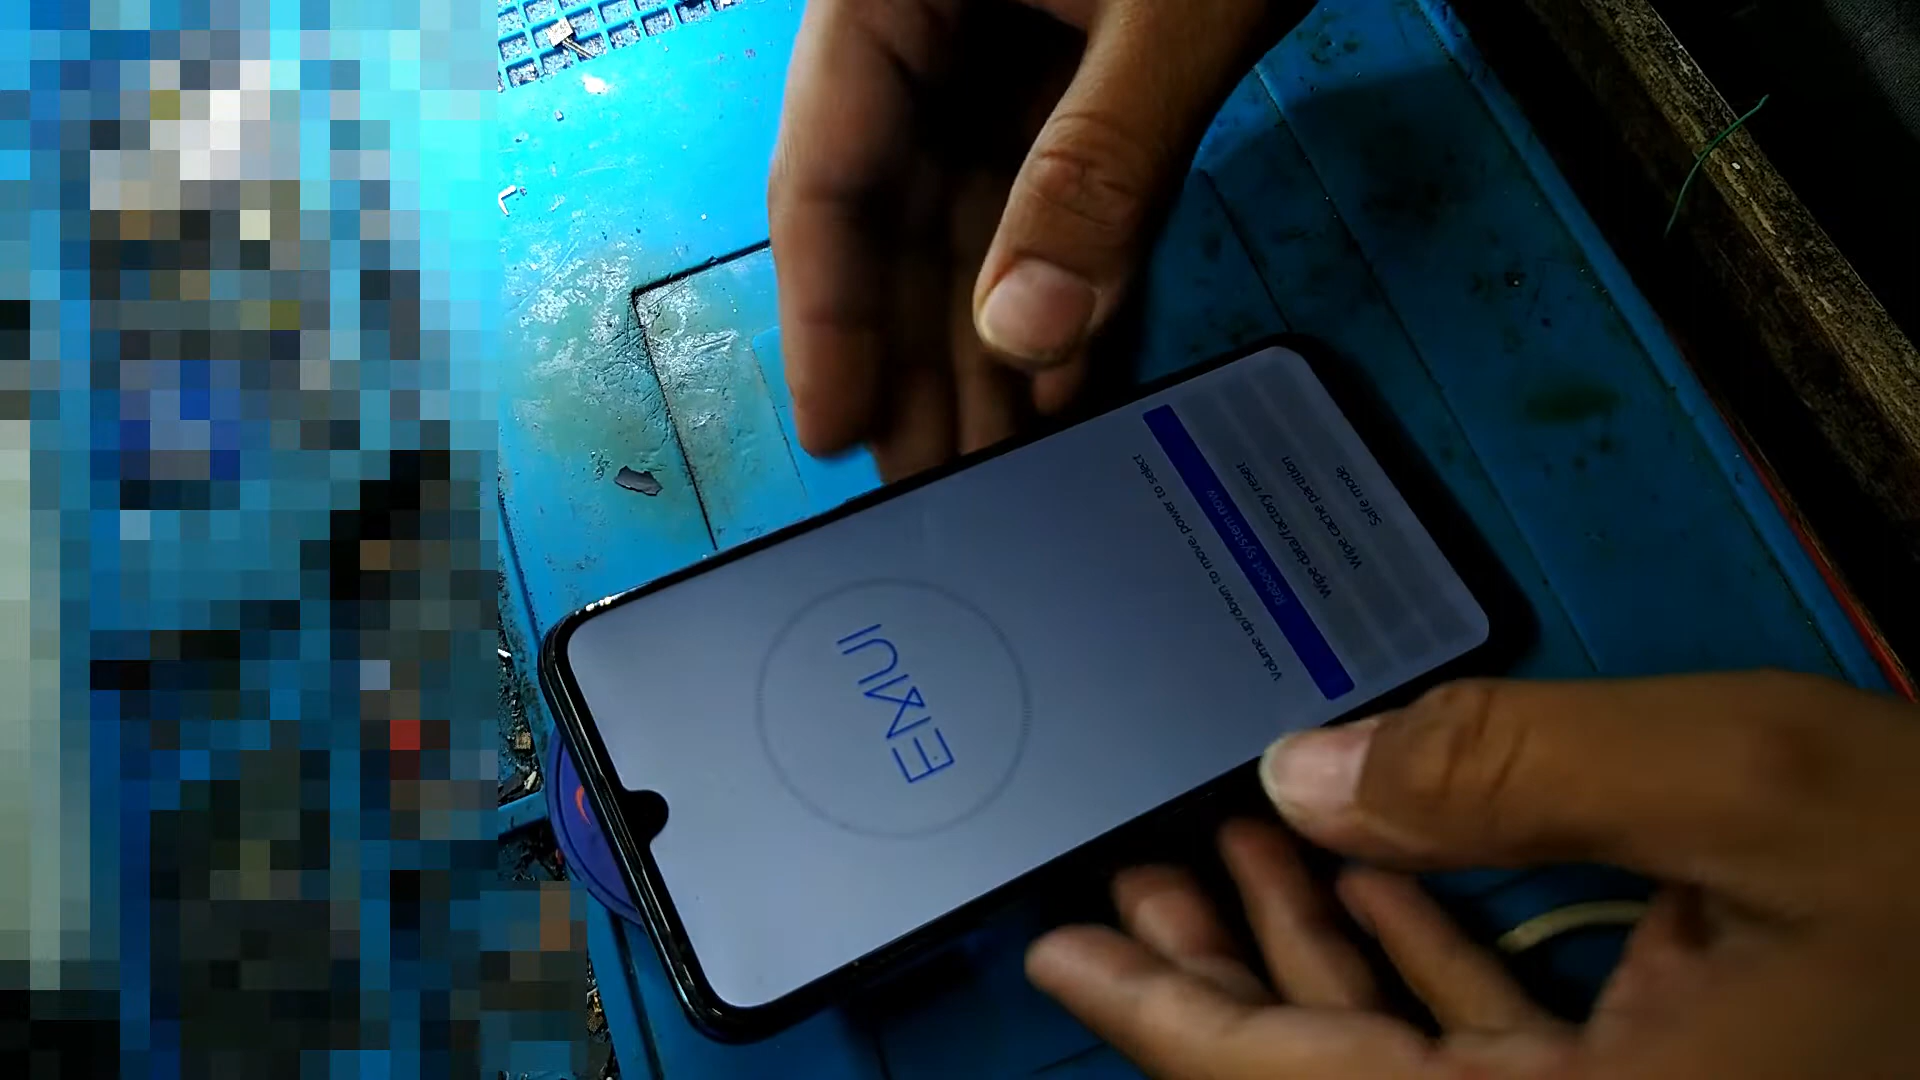 EMUI
Volume up/down to move, power to select
Reboot system now
Wipe data/factory reset
Wipe cache partition
Safe mode